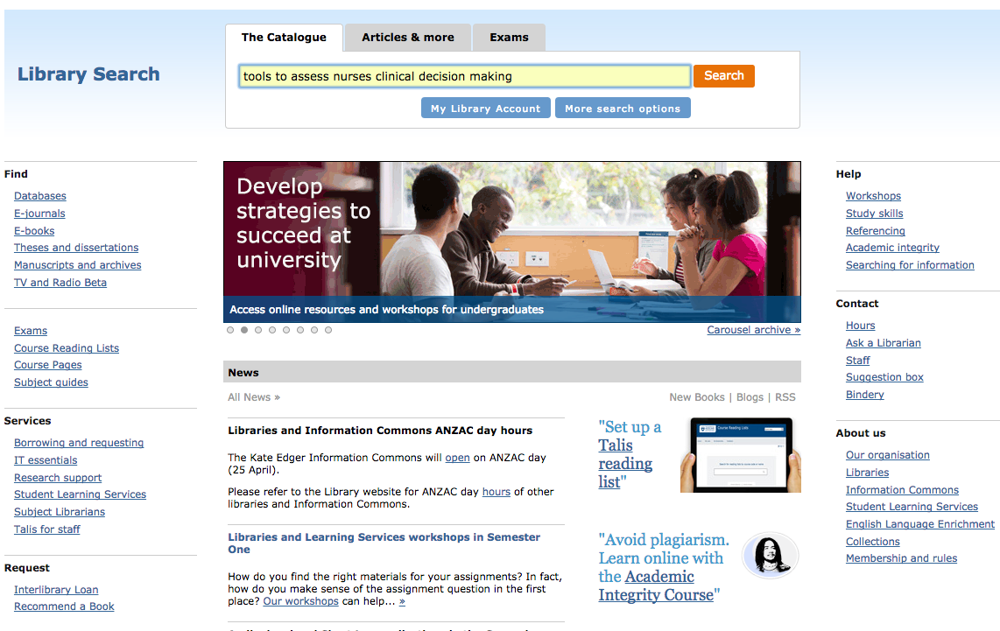 The Catalogue
Articles & more
Exams
Library Search
tools to assess nurses clinical decision making
Search
My Library Account
More search options
Find
Databases
E-journals
E-books
Theses and dissertations
Manuscripts and archives
TV and Radio Beta
Exams
Course Reading Lists
Course Pages
Subject guides
Services
Borrowing and requesting
IT essentials
Research support
Student Learning Services
Subject Librarians
Talis for staff
Request
Interlibrary Loan
Recommend a Book
Develop
strategies to
succeed at
university
Access online resources and workshops for undergraduates
Carousel archive »
News
All News »
New Books | Blogs | RSS
Libraries and Information Commons ANZAC day hours
The Kate Edger Information Commons will open on ANZAC day
(25 April).
Please refer to the Library website for ANZAC day hours of other
libraries and Information Commons.
Libraries and Learning Services workshops in Semester
One
How do you find the right materials for your assignments? In fact,
how do you make sense of the assignment question in the first
place? Our workshops can help... »
"Set up a
Talis
reading
list"
Course Reading Lists
"Avoid plagiarism.
Learn online with
the Academic
Integrity Course"
Help
Workshops
Study skills
Referencing
Academic integrity
Searching for information
Contact
Hours
Ask a Librarian
Staff
Suggestion box
Bindery
About us
Our organisation
Libraries
Information Commons
Student Learning Services
English Language Enrichment
Collections
Membership and rules